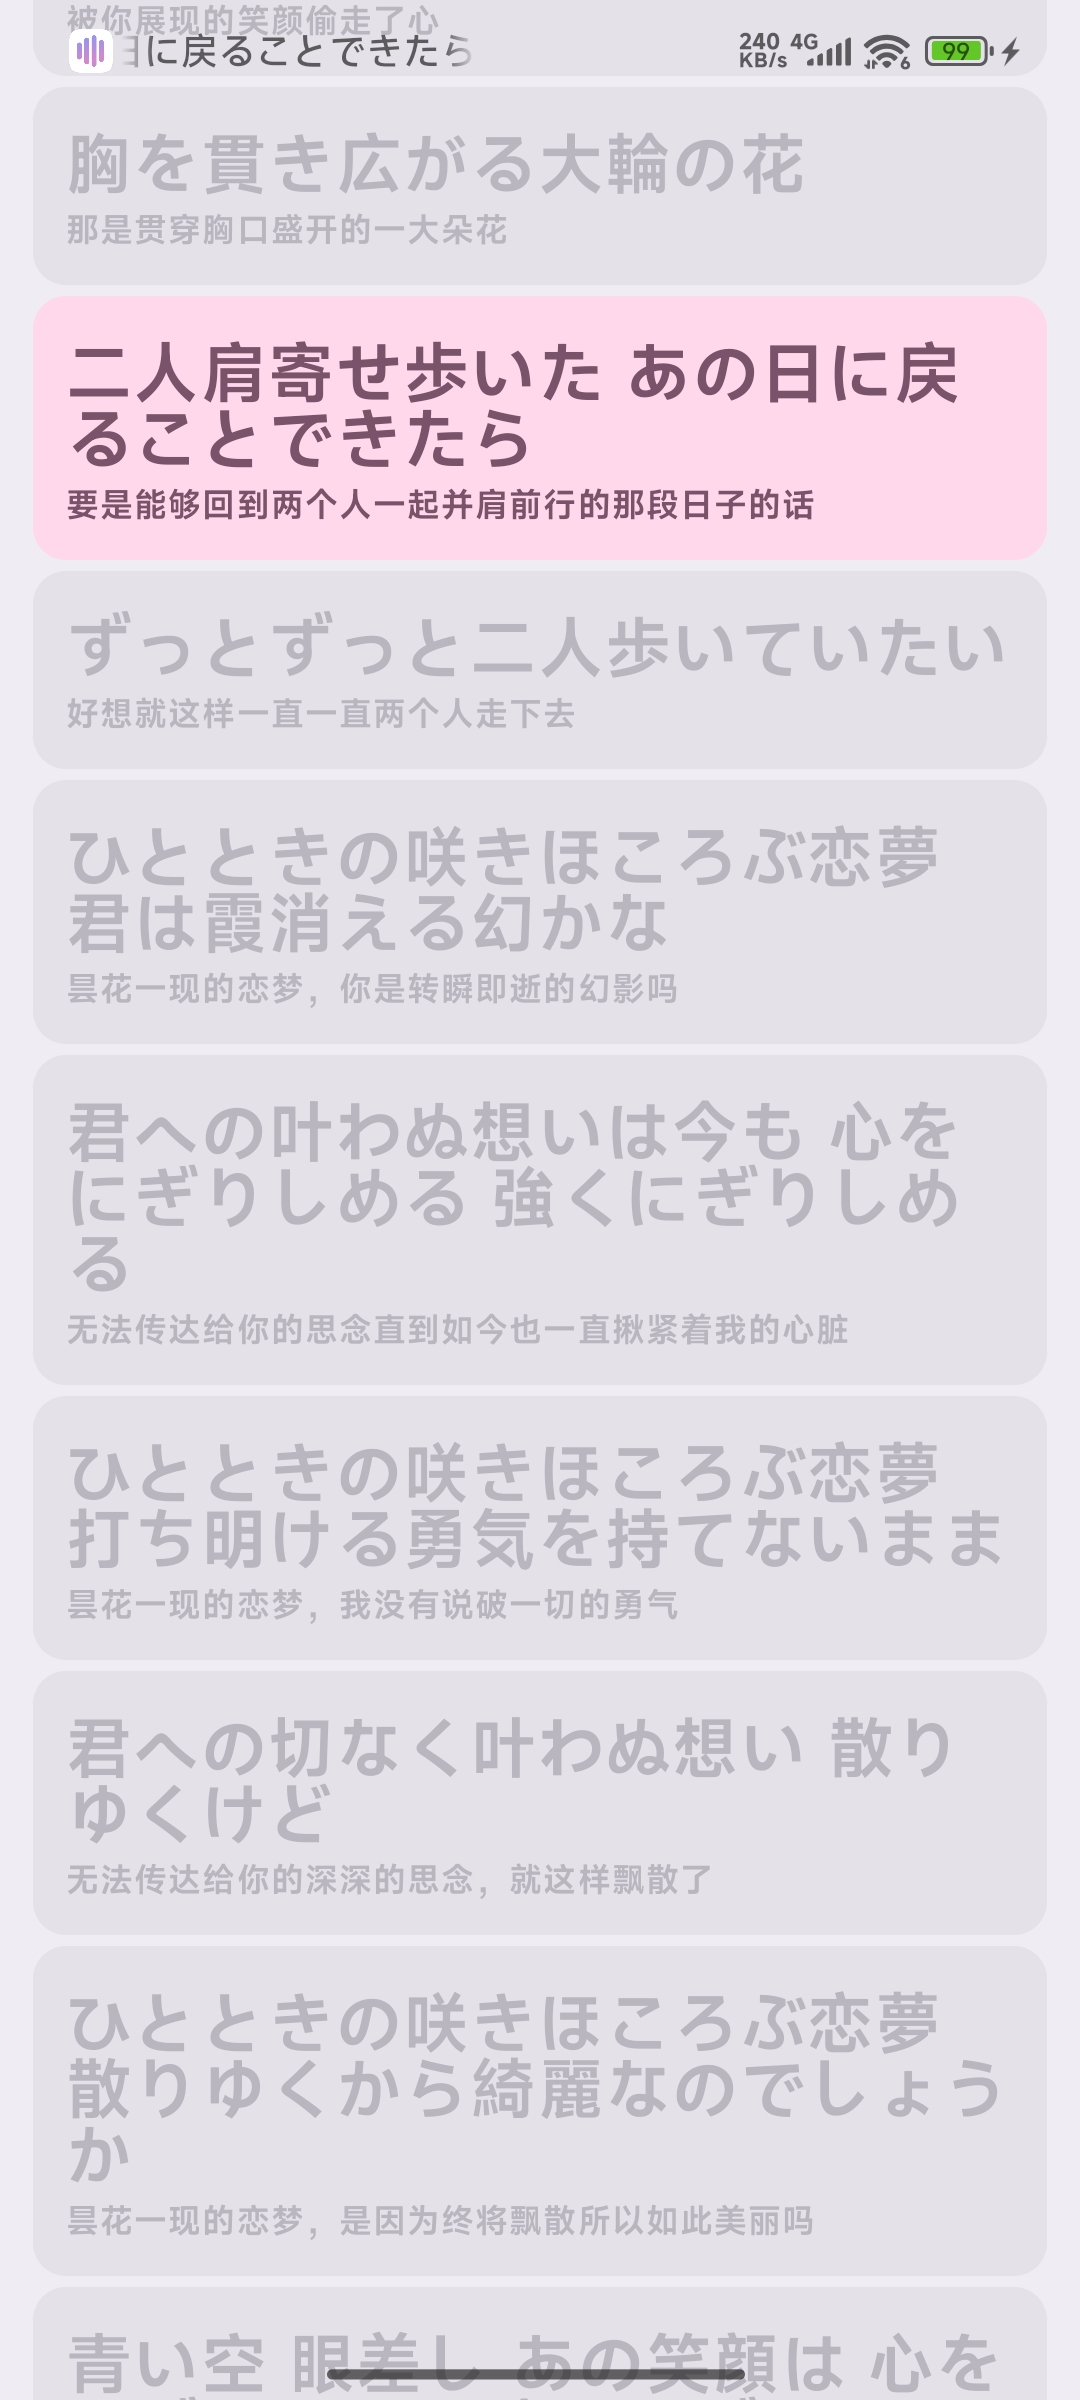 被你展现的笑颜偷走了心
日に戻ることできたら
240 KB/s 4G 6 99
胸を貫き広がる大輪の花
那是贯穿胸口盛开的一大朵花
二人肩寄せ歩いた あの日に戻
ることできたら
要是能够回到两个人一起并肩前行的那段日子的话
ずっとずっと二人歩いていたい
好想就这样一直一直两个人走下去
ひとときの咲きほころぶ恋夢
君は霞消える幻かな
昙花一现的恋梦，你是转瞬即逝的幻影吗
君への叶わぬ想いは今も 心を
にぎりしめる 強くにぎりしめ
る
无法传达给你的思念直到如今也一直揪紧着我的心脏
ひとときの咲きほころぶ恋夢
打ち明ける勇気を持てないまま
昙花一现的恋梦，我没有说破一切的勇气
君への切なく叶わぬ想い 散り
ゆくけど
无法传达给你的深深的思念，就这样飘散了
ひとときの咲きほころぶ恋夢
散りゆくから綺麗なのでしょう
か
昙花一现的恋梦，是因为终将飘散所以如此美丽吗
青い空 眼差し あの笑顔は 心を